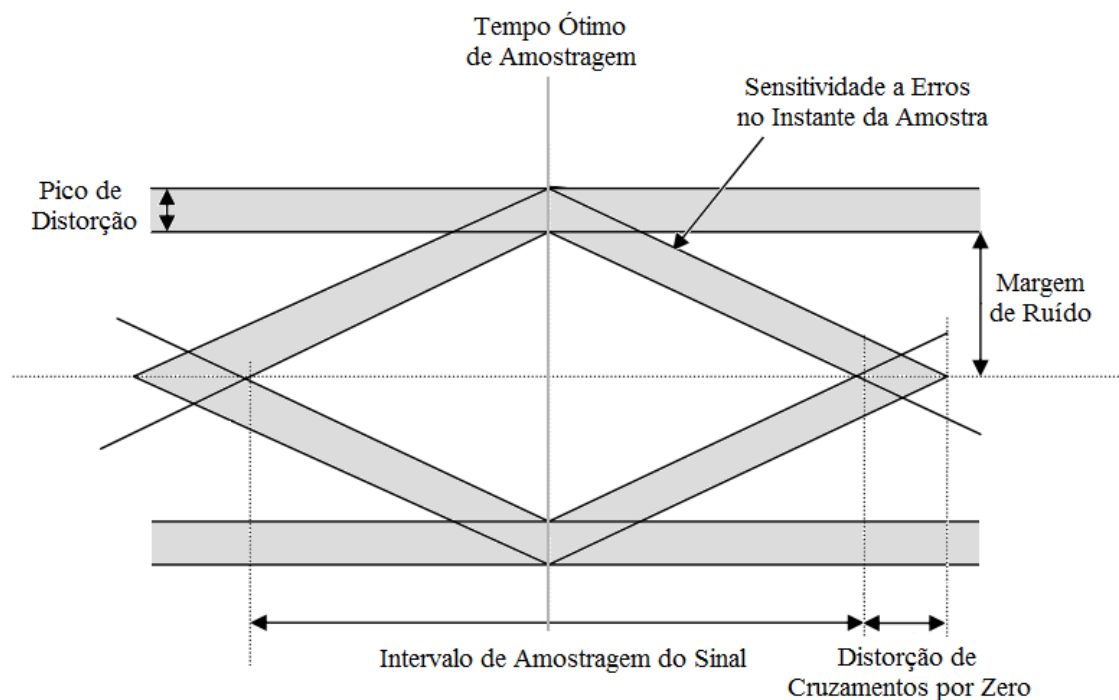 Tempo Ótimo
de Amostragem
Sensitividade a Erros
no Instante da Amostra
Pico de
Distorção
Margem
de Ruído
Intervalo de Amostragem do Sinal
Distorção de
Cruzamentos por Zero